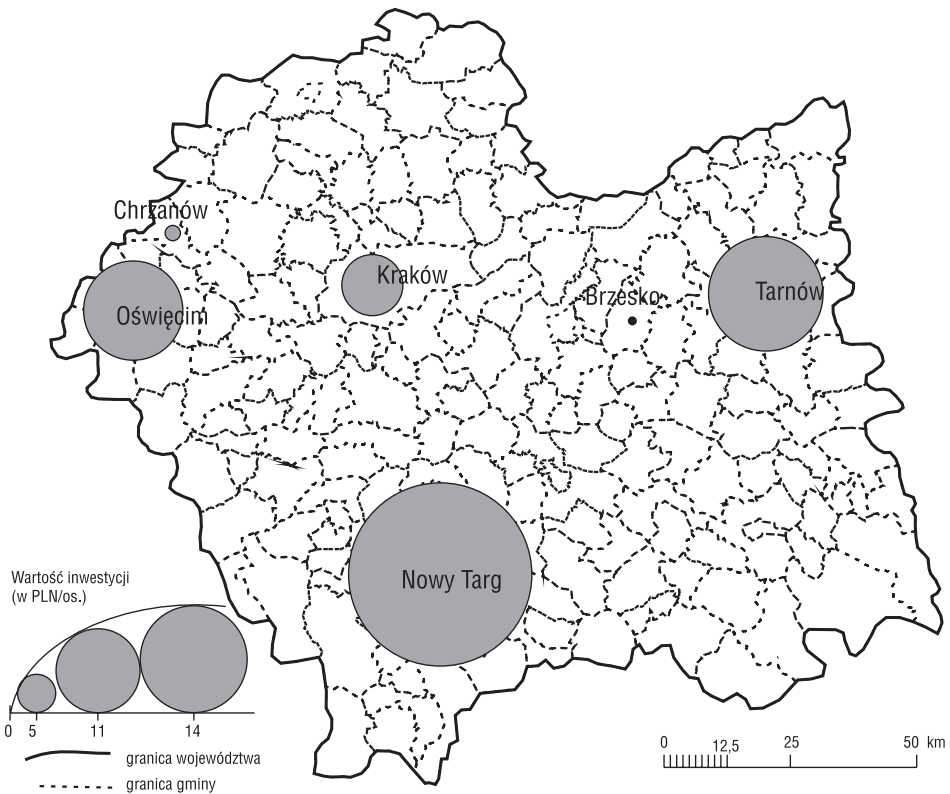 Chrzanów
Kraków
Oświęcim
Brzesko
Tarnów
Nowy Targ
Wartość inwestycji
(w PLN/os.)
0 5 11 14
granica województwa
granica gminy
0 12,5 25 50 km